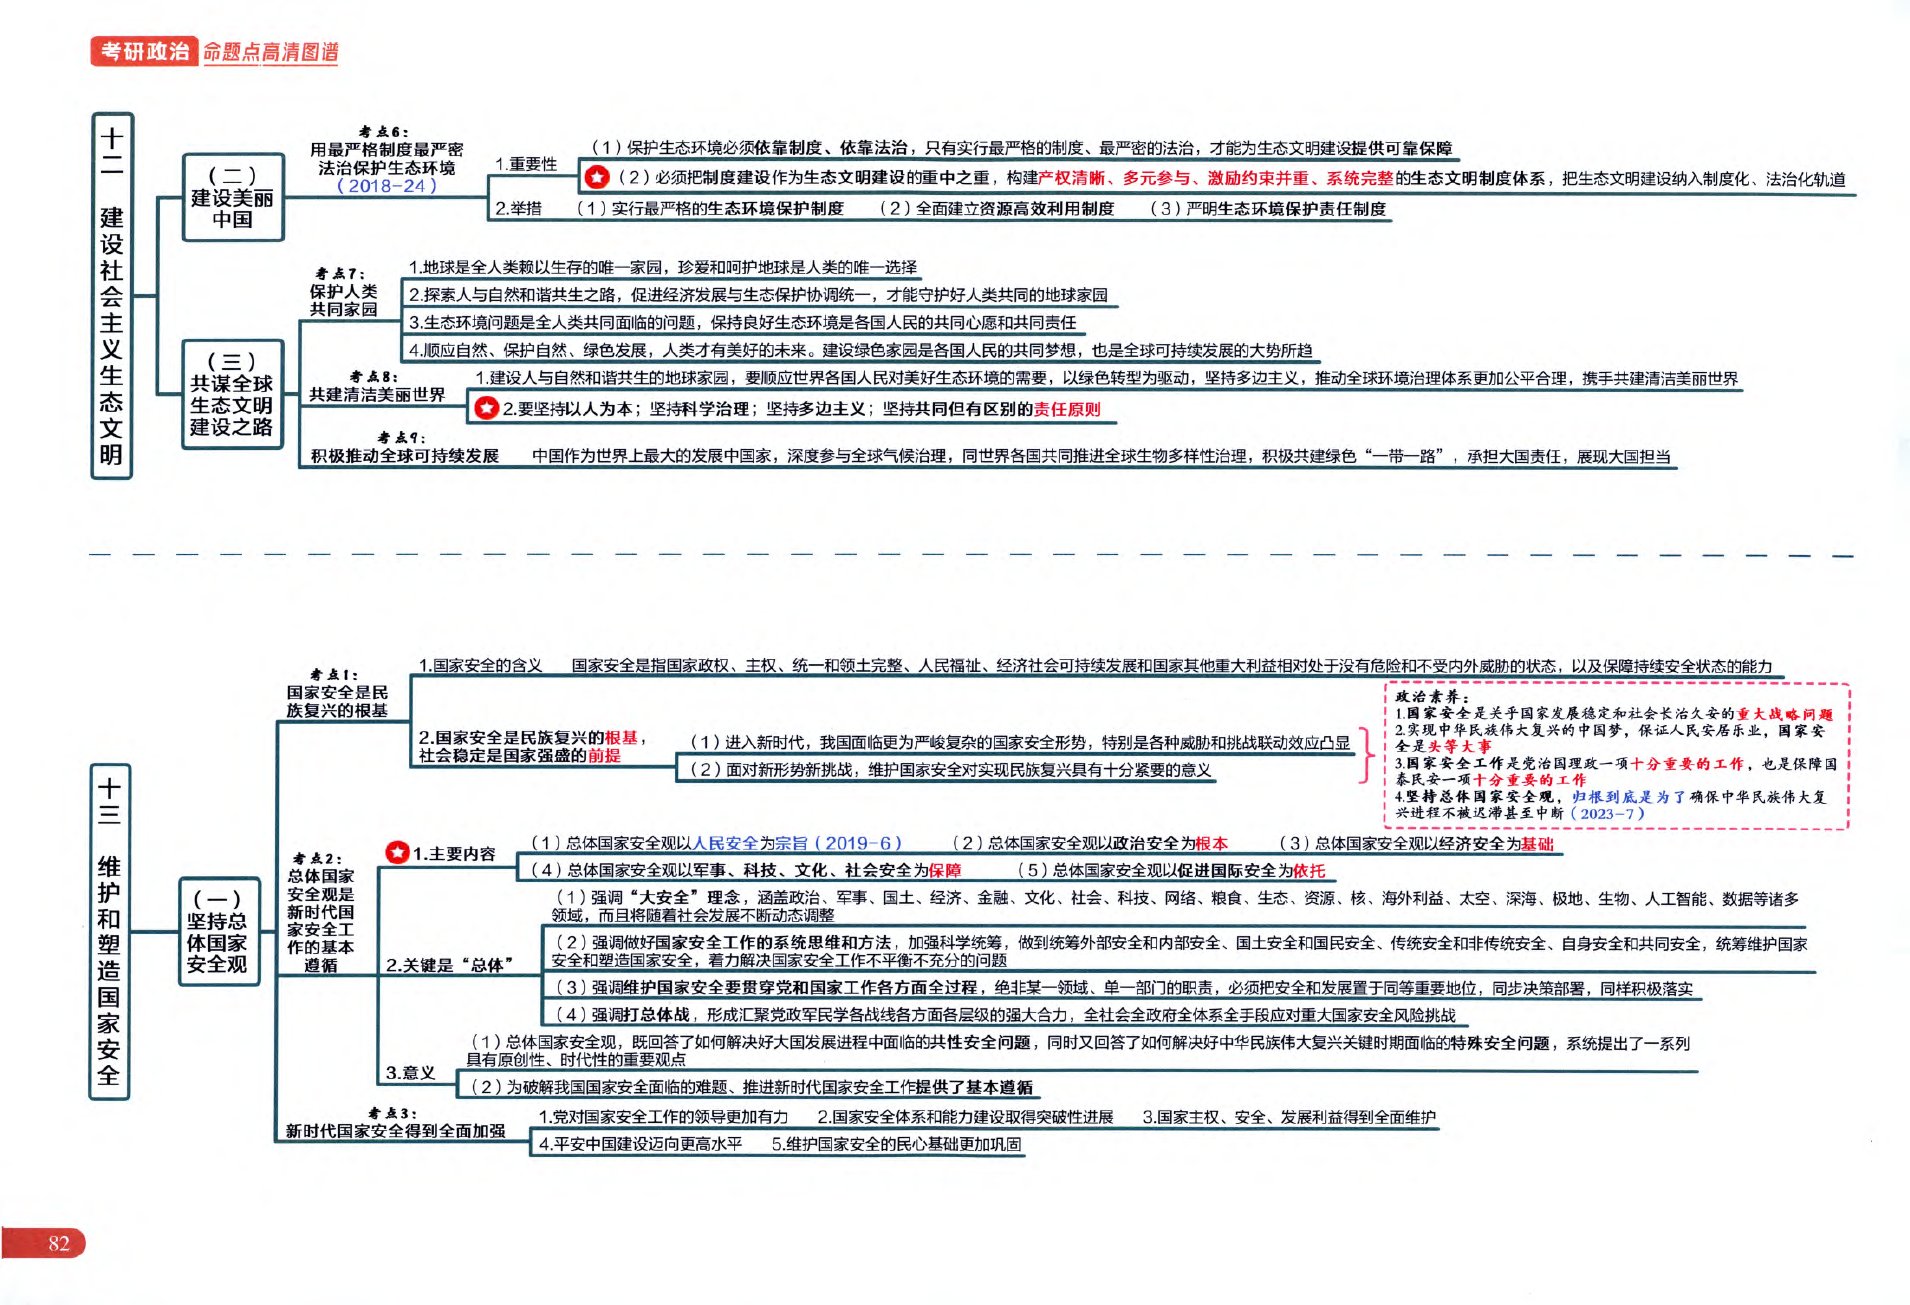 考研政治 命题点高清图谱
十二 建设社会主义生态文明
（二）
建设美丽
中国
考点6：
用最严格制度最严密
法治保护生态环境
（2018-24）
1.重要性
（1）保护生态环境必须依靠制度、依靠法治，只有实行最严格的制度、最严密的法治，才能为生态文明建设提供可靠保障
（2）必须把制度建设作为生态文明建设的重中之重，构建产权清晰、多元参与、激励约束并重、系统完整的生态文明制度体系，把生态文明建设纳入制度化、法治化轨道
2.举措 （1）实行最严格的生态环境保护制度 （2）全面建立资源高效利用制度 （3）严明生态环境保护责任制度
（三）
共谋全球
生态文明
建设之路
考点7：
保护人类
共同家园
1.地球是全人类赖以生存的唯一家园，珍爱和呵护地球是人类的唯一选择
2.探索人与自然和谐共生之路，促进经济发展与生态保护协调统一，才能守护好人类共同的地球家园
3.生态环境问题是全人类共同面临的问题，保持良好生态环境是各国人民的共同心愿和共同责任
4.顺应自然、保护自然、绿色发展，人类才有美好的未来。建设绿色家园是各国人民的共同梦想，也是全球可持续发展的大势所趋
考点8：
共建清洁美丽世界
1.建设人与自然和谐共生的地球家园，要顺应世界各国人民对美好生态环境的需要，以绿色转型为驱动，坚持多边主义，推动全球环境治理体系更加公平合理，携手共建清洁美丽世界
2.要坚持以人为本；坚持科学治理；坚持多边主义；坚持共同但有区别的责任原则
考点9：
积极推动全球可持续发展 中国作为世界上最大的发展中国家，深度参与全球气候治理，同世界各国共同推进全球生物多样性治理，积极共建绿色“一带一路”，承担大国责任，展现大国担当
十三 维护和塑造国家安全
（一）
坚持总
体国家
安全观
考点1：
国家安全是民
族复兴的根基
1.国家安全的含义 国家安全是指国家政权、主权、统一和领土完整、人民福祉、经济社会可持续发展和国家其他重大利益相对处于没有危险和不受内外威胁的状态，以及保障持续安全状态的能力
2.国家安全是民族复兴的根基，
社会稳定是国家强盛的前提
（1）进入新时代，我国面临更为严峻复杂的国家安全形势，特别是各种威胁和挑战联动效应凸显
（2）面对新形势新挑战，维护国家安全对实现民族复兴具有十分紧要的意义
政治素养：
1.国家安全是关乎国家发展稳定和社会长治久安的重大战略问题
2.实现中华民族伟大复兴的中国梦，保证人民安居乐业，国家安
全是头等大事
3.国家安全工作是党治国理政一项十分重要的工作，也是保障国
泰民安一项十分重要的工作
4.坚持总体国家安全观，归根到底是为了确保中华民族伟大复
兴进程不被迟滞甚至中断（2023-7）
考点2：
总体国家
安全观是
新时代国
家安全工
作的基本
遵循
1.主要内容
（1）总体国家安全观以人民安全为宗旨（2019-6） （2）总体国家安全观以政治安全为根本 （3）总体国家安全观以经济安全为基础
（4）总体国家安全观以军事、科技、文化、社会安全为保障 （5）总体国家安全观以促进国际安全为依托
2.关键是“总体”
（1）强调“大安全”理念，涵盖政治、军事、国土、经济、金融、文化、社会、科技、网络、粮食、生态、资源、核、海外利益、太空、深海、极地、生物、人工智能、数据等诸多
领域，而且将随着社会发展不断动态调整
（2）强调做好国家安全工作的系统思维和方法，加强科学统筹，做到统筹外部安全和内部安全、国土安全和国民安全、传统安全和非传统安全、自身安全和共同安全，统筹维护国家
安全和塑造国家安全，着力解决国家安全工作不平衡不充分的问题
（3）强调维护国家安全要贯穿党和国家工作各方面全过程，绝非某一领域、单一部门的职责，必须把安全和发展置于同等重要地位，同步决策部署，同样积极落实
（4）强调打总体战，形成汇聚党政军民学各战线各方面各层级的强大合力，全社会全政府全体系全手段应对重大国家安全风险挑战
3.意义
（1）总体国家安全观，既回答了如何解决好大国发展进程中面临的共性安全问题，同时又回答了如何解决好中华民族伟大复兴关键时期面临的特殊安全问题，系统提出了一系列
具有原创性、时代性的重要观点
（2）为破解我国国家安全面临的难题、推进新时代国家安全工作提供了基本遵循
考点3：
新时代国家安全得到全面加强
1.党对国家安全工作的领导更加有力 2.国家安全体系和能力建设取得突破性进展 3.国家主权、安全、发展利益得到全面维护
4.平安中国建设迈向更高水平 5.维护国家安全的民心基础更加巩固
82